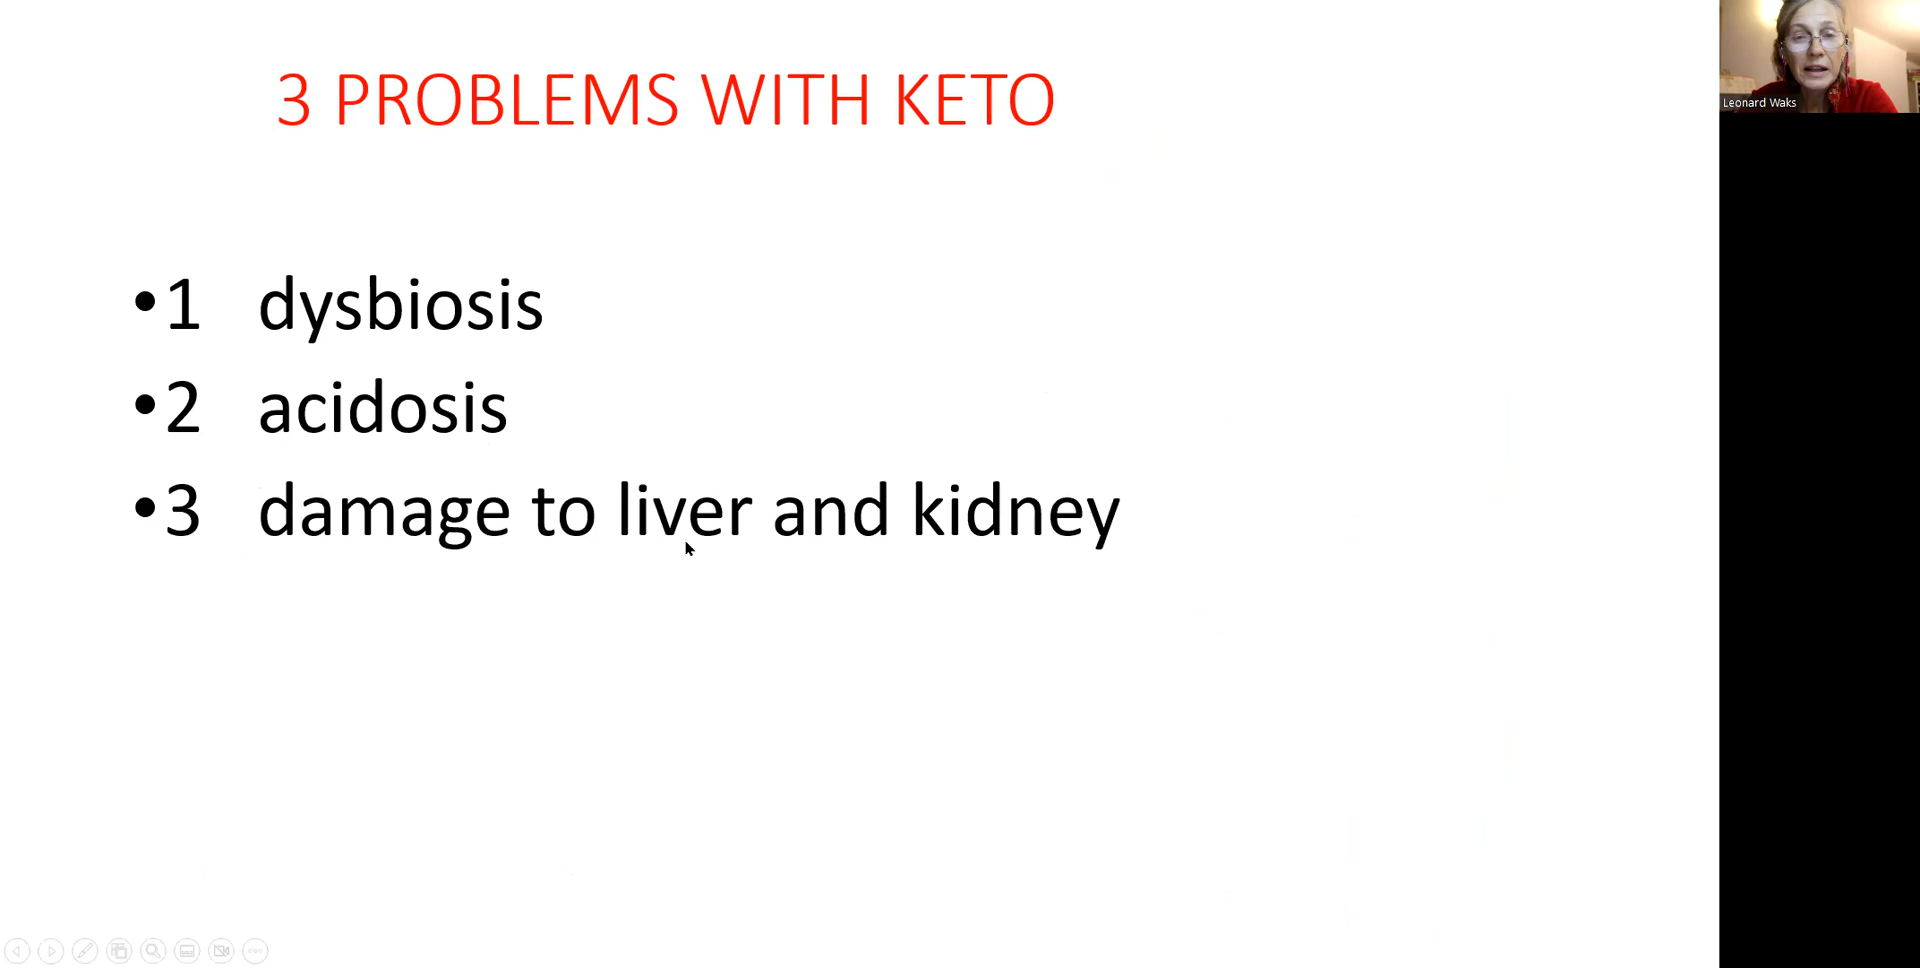 3 PROBLEMS WITH KETO
Leonard Waks
•1 dysbiosis
•2 acidosis
•3 damage to liver and kidney